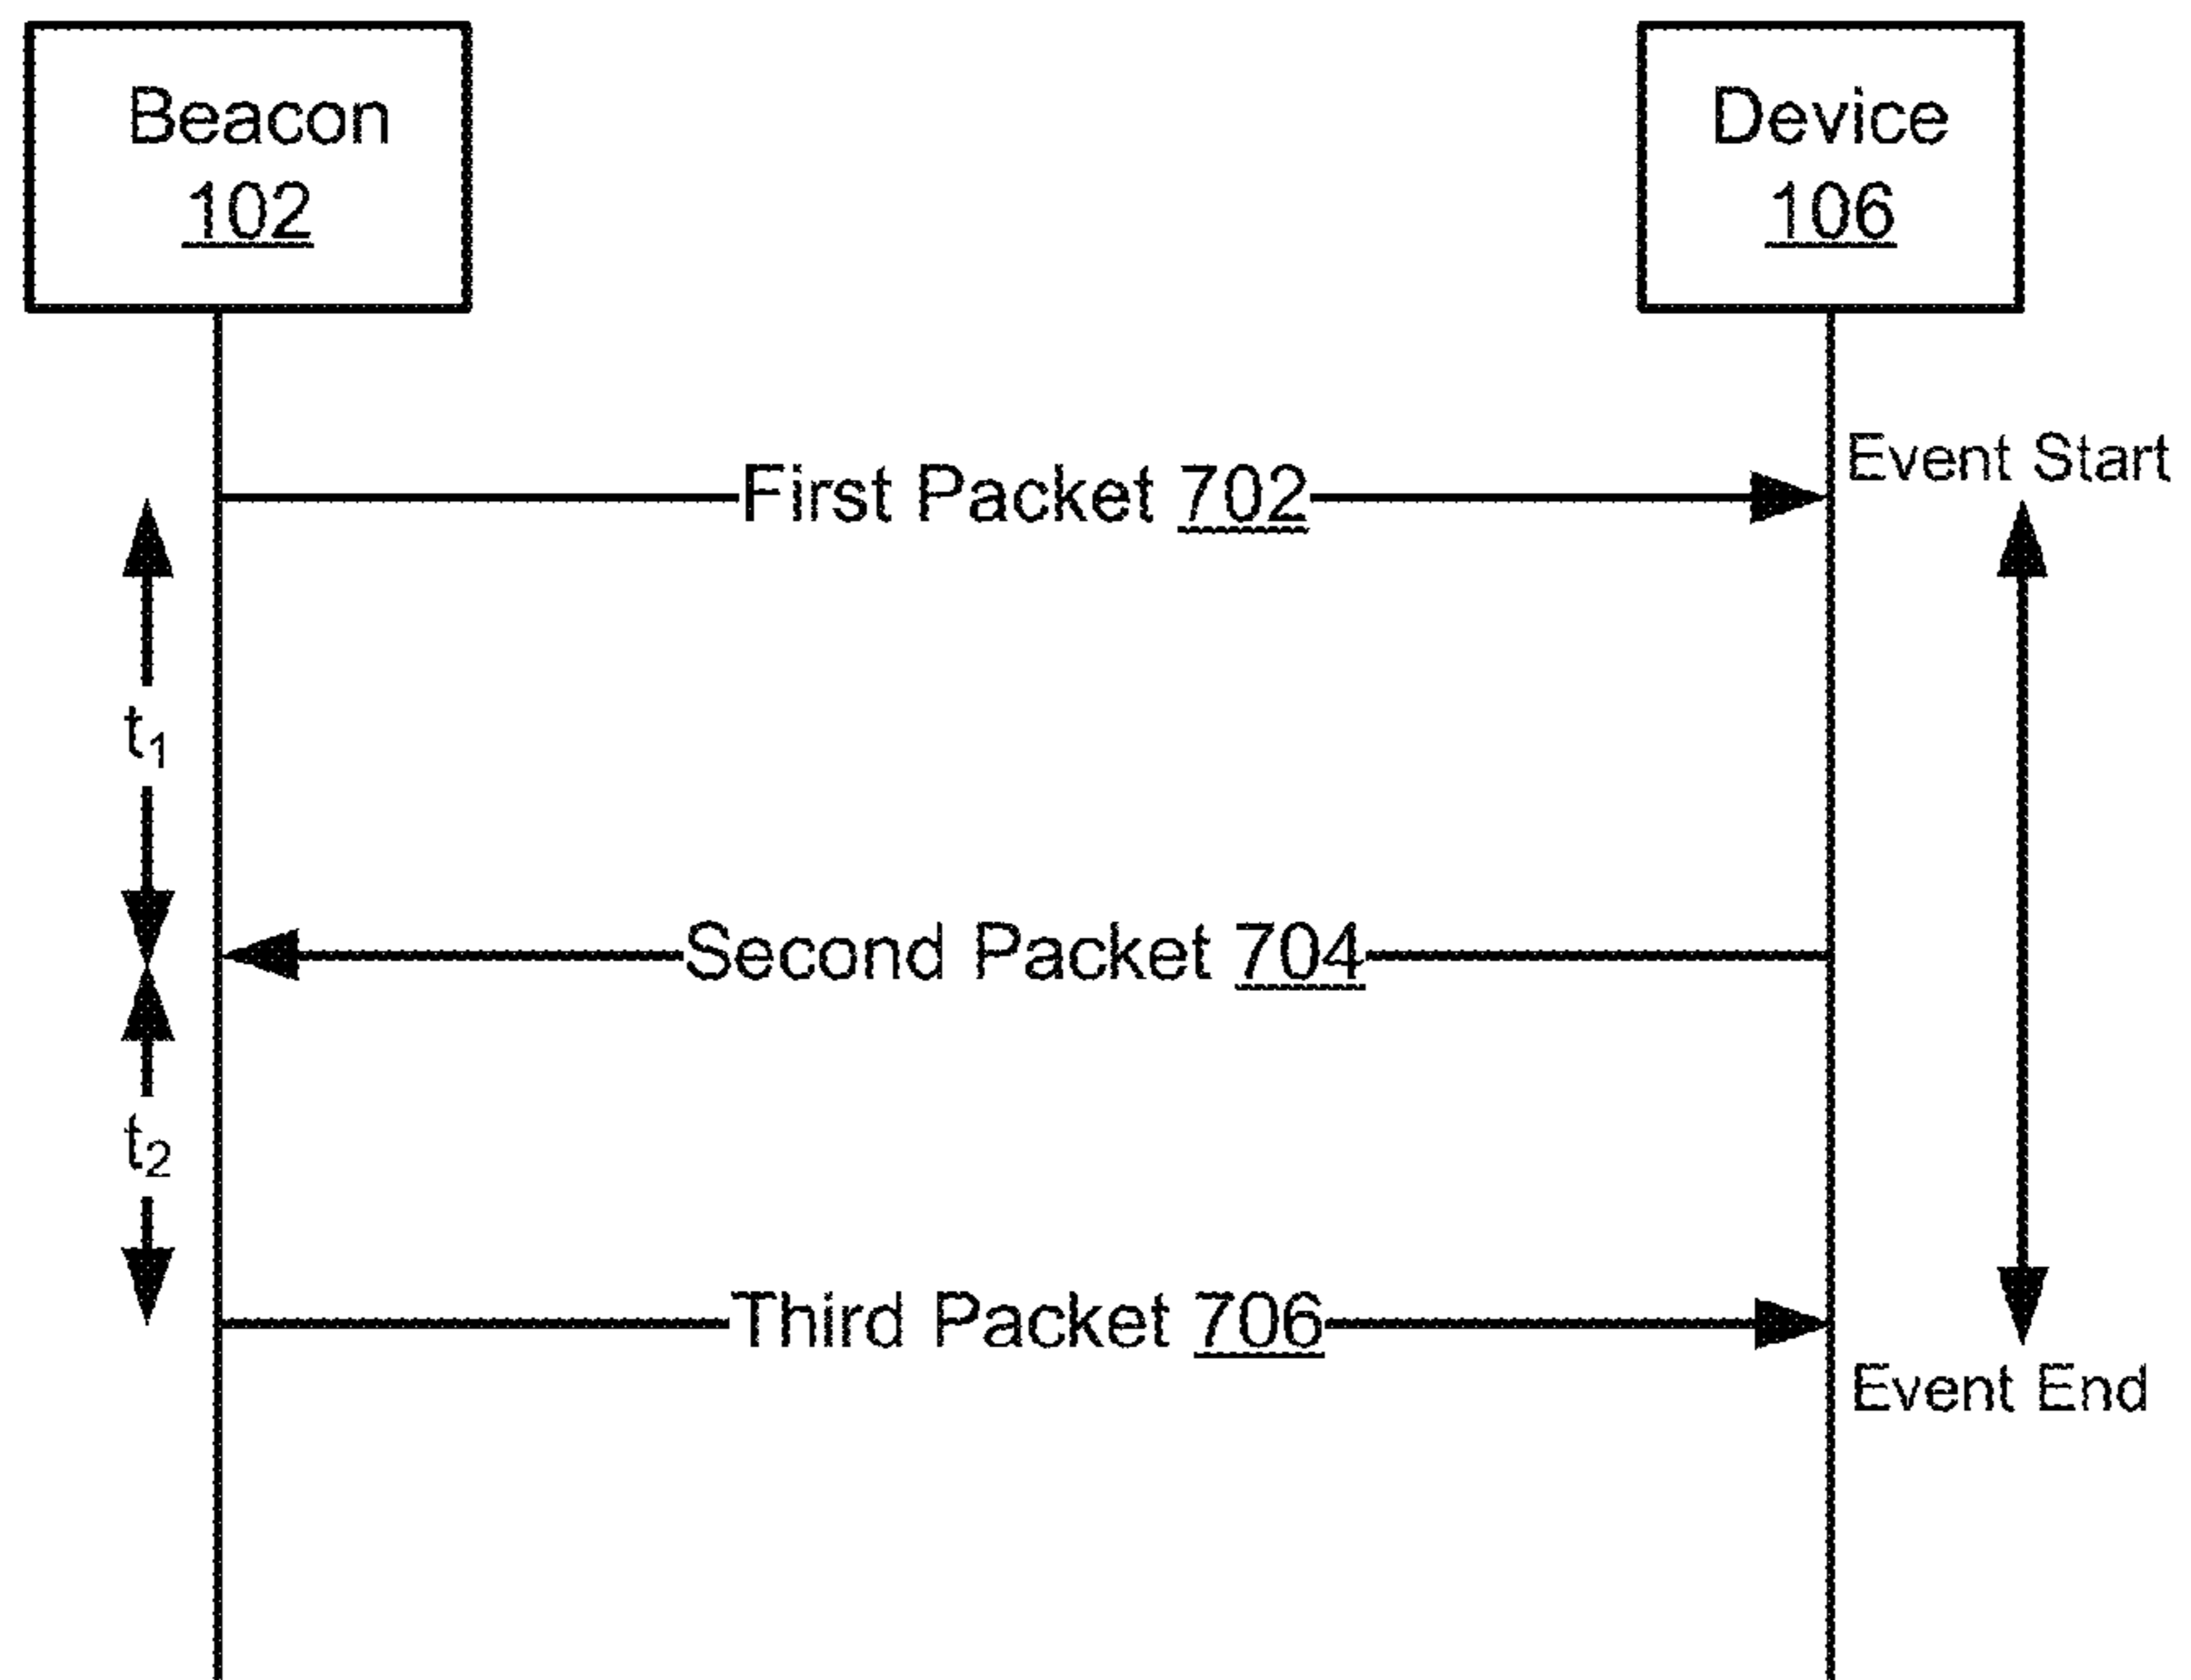 Beacon
102
Device
106
Event Start
First Packet 702
t₁
Second Packet 704
t₂
Third Packet 706
Event End